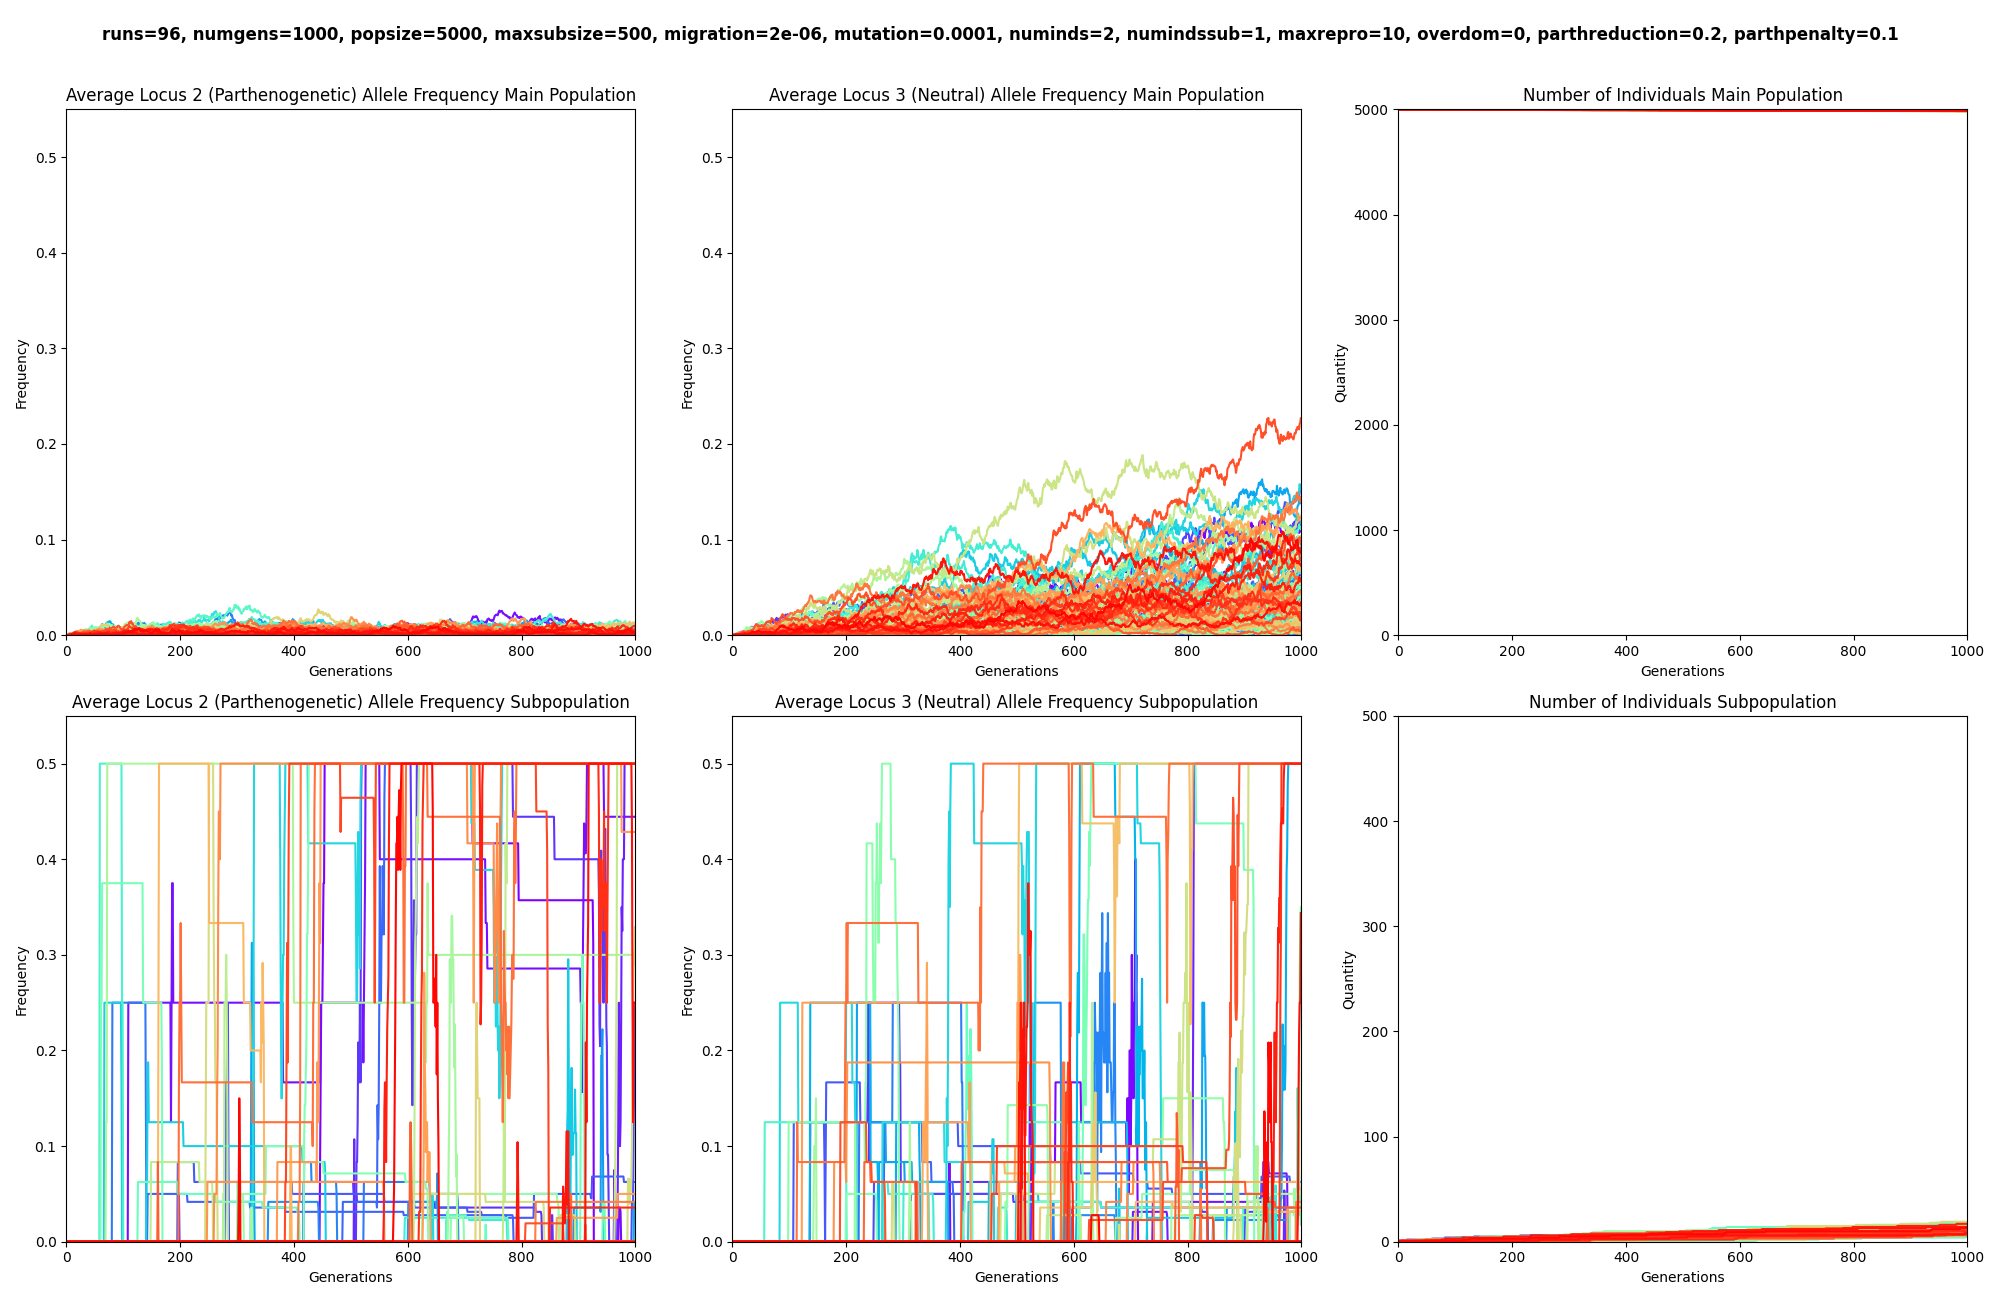 runs=96, numgens=1000, popsize=5000, maxsubsize=500, migration=2e-06, mutation=0.0001, numinds=2, numindssub=1, maxrepro=10, overdom=0, parthreduction=0.2, parthpenalty=0.1
Average Locus 2 (Parthenogenetic) Allele Frequency Main Population
0.5
0.4
0.3
0.2
0.1
0.0
Frequency
0 200 400 600 800 1000
Generations
Average Locus 3 (Neutral) Allele Frequency Main Population
0.5
0.4
0.3
0.2
0.1
0.0
Frequency
0 200 400 600 800 1000
Generations
Number of Individuals Main Population
5000
4000
3000
2000
1000
0
Quantity
0 200 400 600 800 1000
Generations
Average Locus 2 (Parthenogenetic) Allele Frequency Subpopulation
0.5
0.4
0.3
0.2
0.1
0.0
Frequency
0 200 400 600 800 1000
Generations
Average Locus 3 (Neutral) Allele Frequency Subpopulation
0.5
0.4
0.3
0.2
0.1
0.0
Frequency
0 200 400 600 800 1000
Generations
Number of Individuals Subpopulation
500
400
300
200
100
0
Quantity
0 200 400 600 800 1000
Generations